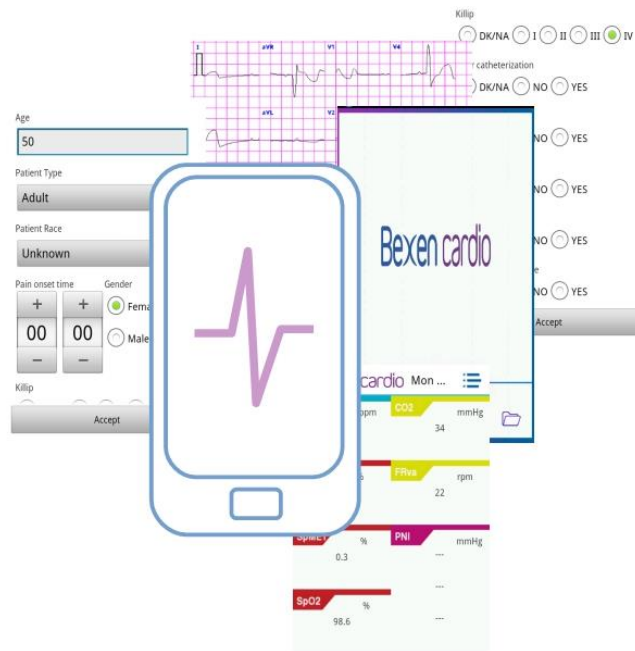 Killip
DK/NA I II III IV
catheterization
DK/NA NO YES
NO YES
NO YES
NO YES
e
NO YES
Accept
I aVR V1 V4
aVL V2
Age
50
Patient Type
Adult
Patient Race
Unknown
Pain onset time Gender
+ + Fema
00 00 Male
− −
Killip
Accept
Bexen cardio
cardio Mon ...
ppm CO2 mmHg
34
% FRva rpm
22
SpMET % PNI mmHg
0.3 ---
---
SpO2 %
98.6 ---